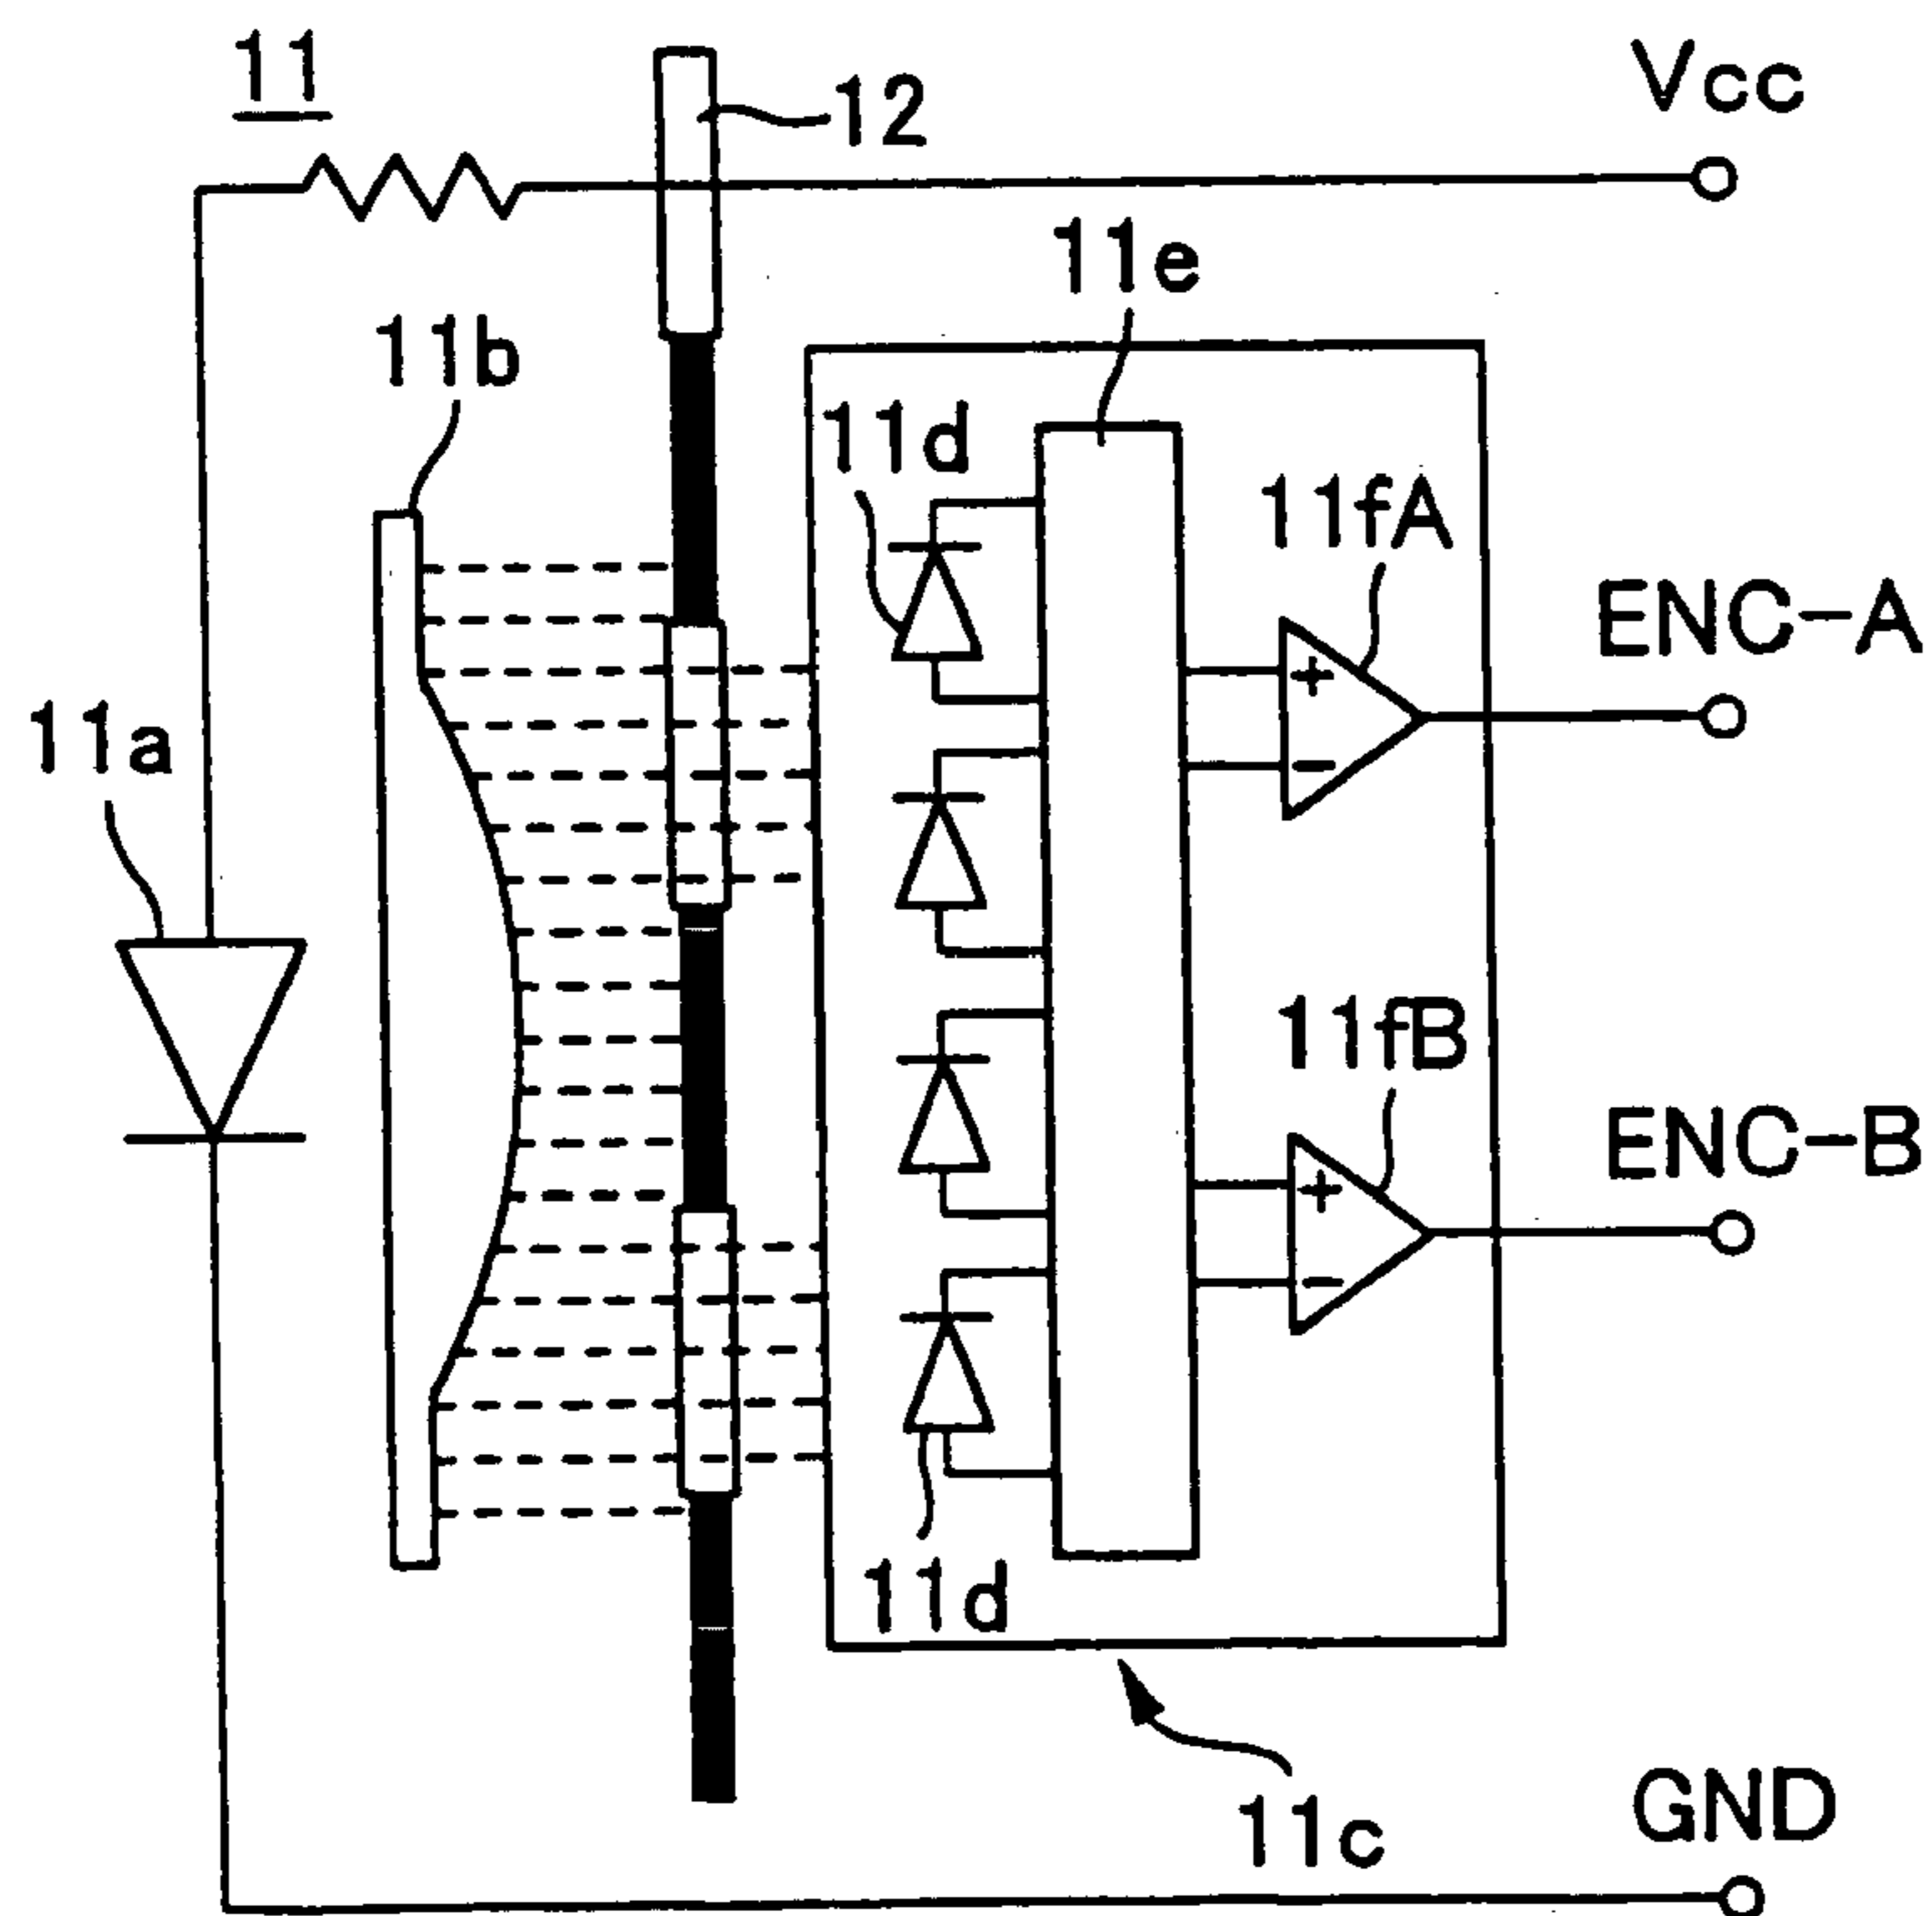 11
12
Vcc
11e
11b
11d
11fA
ENC-A
11a
+
−
11fB
ENC-B
+
−
11d
11c
GND